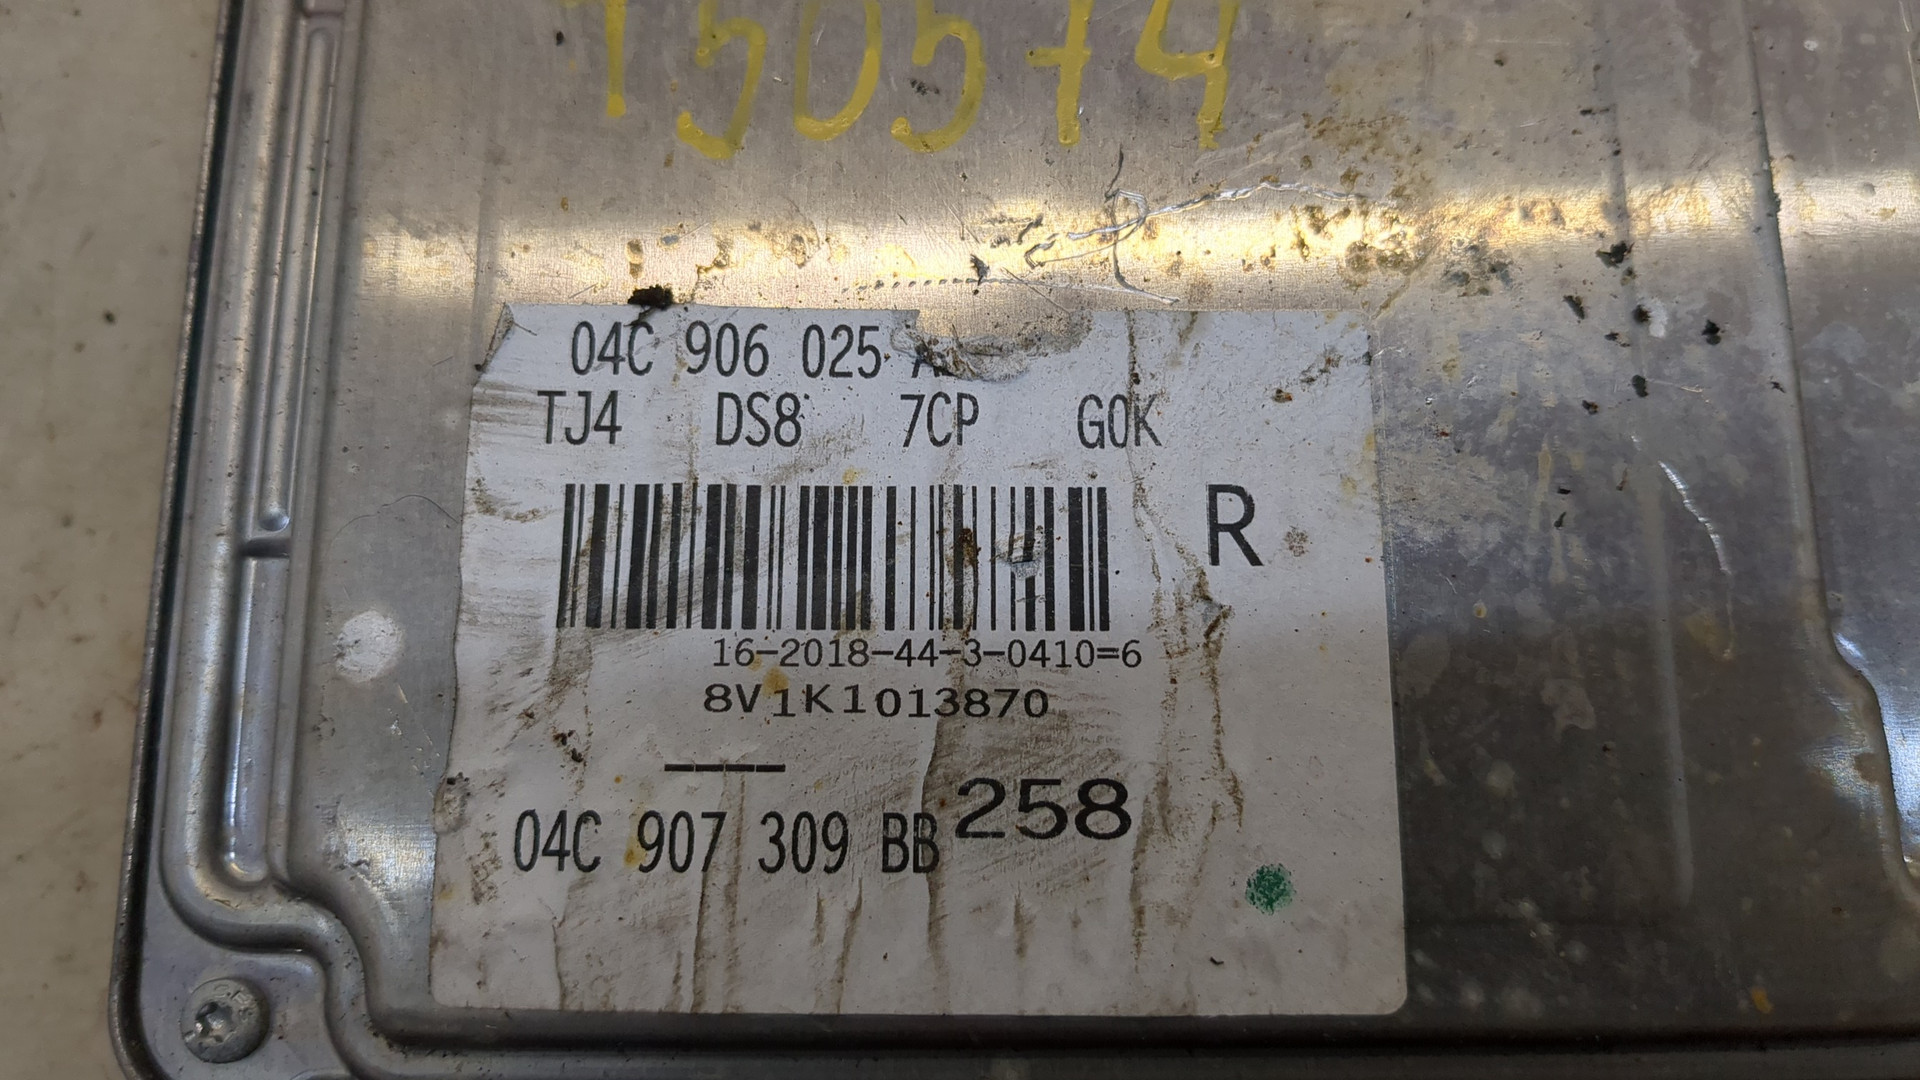 150574
04C 906 025
TJ4 DS8 7CP G0K
R
16-2018-44-3-0410=6
8V1K1013870
04C 907 309 BB 258